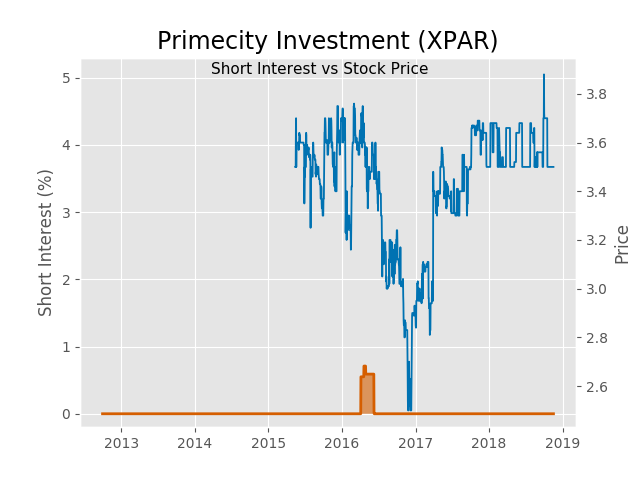 Primecity Investment (XPAR)
Short Interest vs Stock Price
Short Interest (%)
5
4
3
2
1
0
3.8
3.6
3.4
3.2
3.0
2.8
2.6
Price
2013 2014 2015 2016 2017 2018 2019